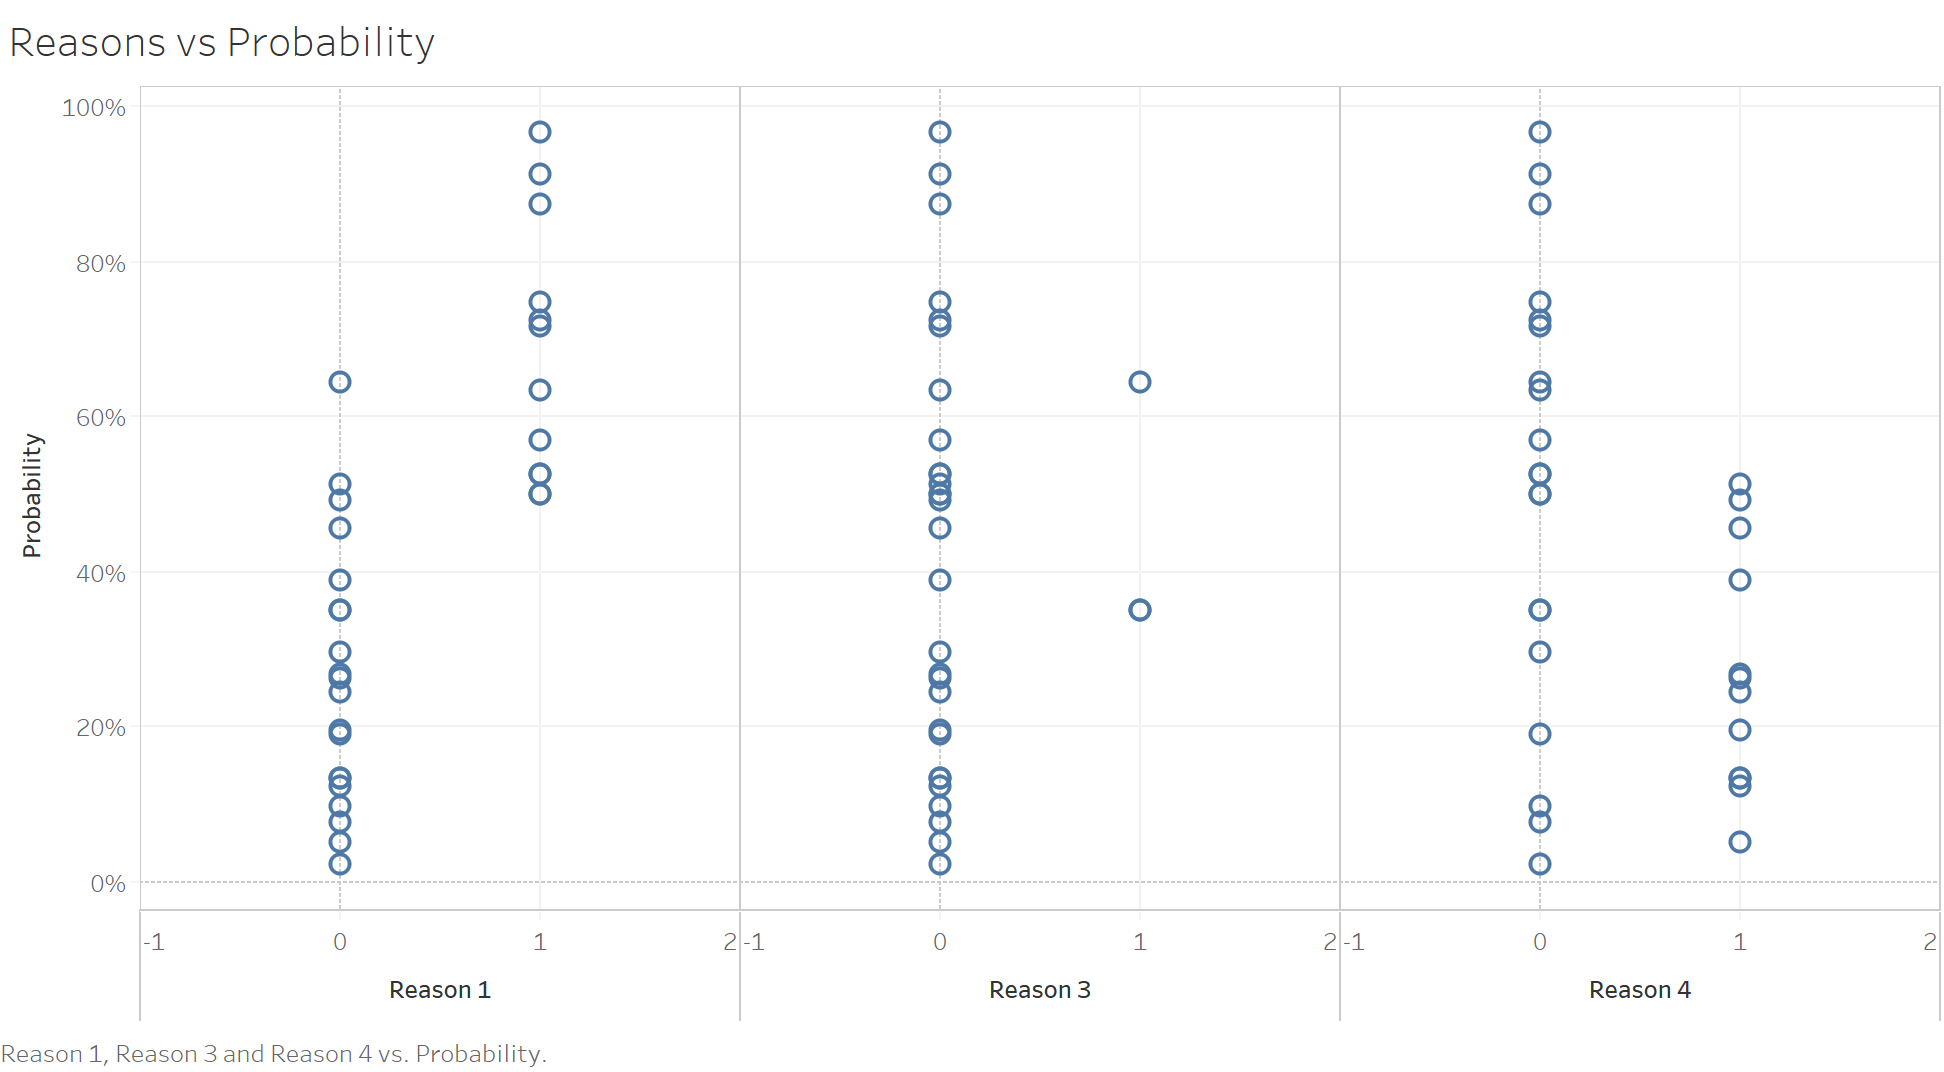 Reasons vs Probability
100%
80%
60%
40%
20%
0%
Probability
-1 0 1 2 -1 0 1 2 -1 0 1 2
Reason 1 Reason 3 Reason 4
Reason 1, Reason 3 and Reason 4 vs. Probability.